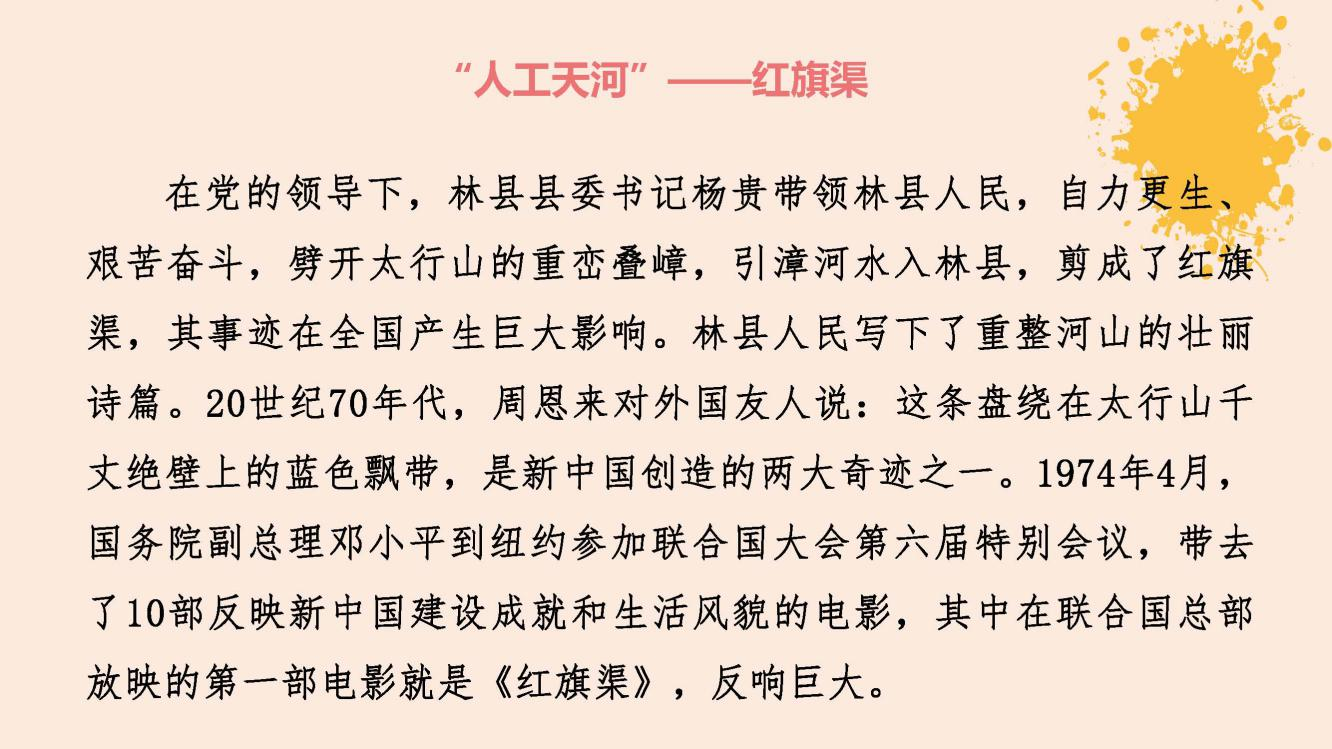 “人工天河”——红旗渠
在党的领导下，林县县委书记杨贵带领林县人民，自力更生、
艰苦奋斗，劈开太行山的重峦叠嶂，引漳河水入林县，剪成了红旗
渠，其事迹在全国产生巨大影响。林县人民写下了重整河山的壮丽
诗篇。20世纪70年代，周恩来对外国友人说：这条盘绕在太行山千
丈绝壁上的蓝色飘带，是新中国创造的两大奇迹之一。1974年4月，
国务院副总理邓小平到纽约参加联合国大会第六届特别会议，带去
了10部反映新中国建设成就和生活风貌的电影，其中在联合国总部
放映的第一部电影就是《红旗渠》，反响巨大。